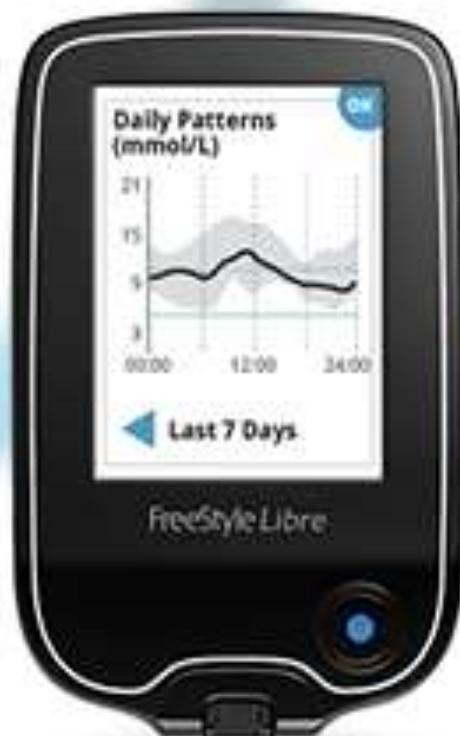 OK
Daily Patterns
(mmol/L)
21
15
9
3
00:00 12:00 24:00
Last 7 Days
FreeStyle Libre